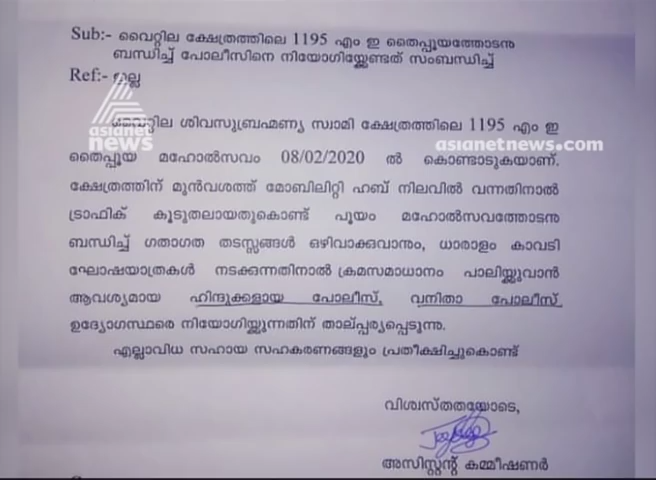 Sub:- വൈറ്റില ക്ഷേത്രത്തിലെ 1195 എം ഇ തൈപ്പൂയത്തോടനു
ബന്ധിച്ച് പോലീസിനെ നിയോഗിയ്ക്കേണ്ടത് സംബന്ധിച്ച്
Ref:- ഇല്ല
വൈറ്റില ശിവസുബ്രഹ്മണ്യ സ്വാമി ക്ഷേത്രത്തിലെ 1195 എം ഇ
asianet news
asianetnews.com
തൈപ്പൂയ മഹോൽസവം 08/02/2020 ൽ കൊണ്ടാടുകയാണ്.
ക്ഷേത്രത്തിന് മുൻവശത്ത് മോബിലിറ്റി ഹബ് നിലവിൽ വന്നതിനാൽ
ട്രാഫിക് കൂടുതലായതുകൊണ്ട് പൂയം മഹോൽസവത്തോടനു
ബന്ധിച്ച് ഗതാഗത തടസ്സങ്ങൾ ഒഴിവാക്കുവാനും, ധാരാളം കാവടി
ഘോഷയാത്രകൾ നടക്കുന്നതിനാൽ ക്രമസമാധാനം പാലിയ്ക്കുവാൻ
ആവശ്യമായ ഹിന്ദുക്കളായ പോലീസ്, വനിതാ പോലീസ്
ഉദ്യോഗസ്ഥരെ നിയോഗിയ്ക്കുന്നതിന് താല്പ്പര്യപ്പെടുന്നു.
എല്ലാവിധ സഹായ സഹകരണങ്ങളും പ്രതീക്ഷിച്ചുകൊണ്ട്
വിശ്വസ്തതയോടെ,
അസിസ്റ്റന്റ് കമ്മീഷണർ